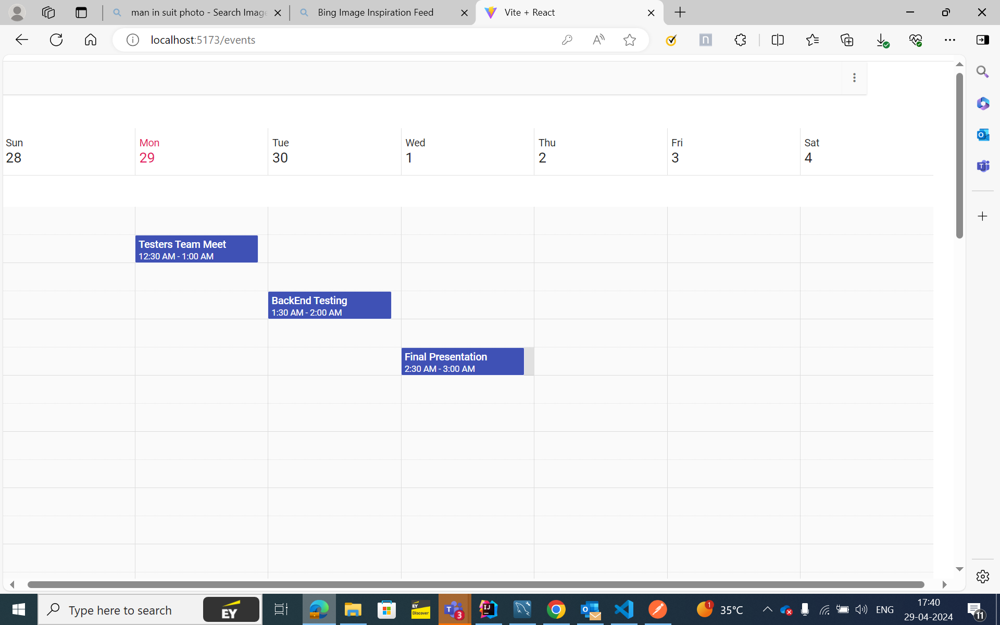 man in suit photo - Search Image
Bing Image Inspiration Feed
Vite + React
localhost:5173/events
Sun
28
Mon
29
Tue
30
Wed
1
Thu
2
Fri
3
Sat
4
Testers Team Meet
12:30 AM - 1:00 AM
BackEnd Testing
1:30 AM - 2:00 AM
Final Presentation
2:30 AM - 3:00 AM
Type here to search
EY
EY
Discover
3
IJ
1
35°C
ENG
17:40
29-04-2024
11